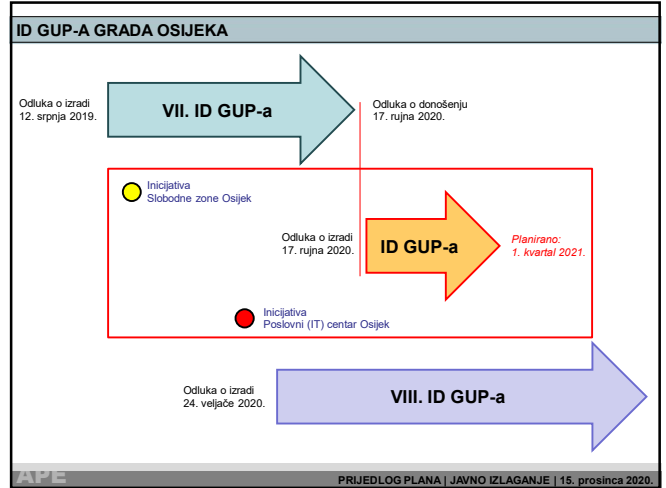 ID GUP-A GRADA OSIJEKA
Odluka o izradi
12. srpnja 2019.
VII. ID GUP-a
Odluka o donošenju
17. rujna 2020.
Inicijativa
Slobodne zone Osijek
Odluka o izradi
17. rujna 2020.
ID GUP-a
Planirano:
1. kvartal 2021.
Inicijativa
Poslovni (IT) centar Osijek
Odluka o izradi
24. veljače 2020.
VIII. ID GUP-a
APE
PRIJEDLOG PLANA | JAVNO IZLAGANJE | 15. prosinca 2020.